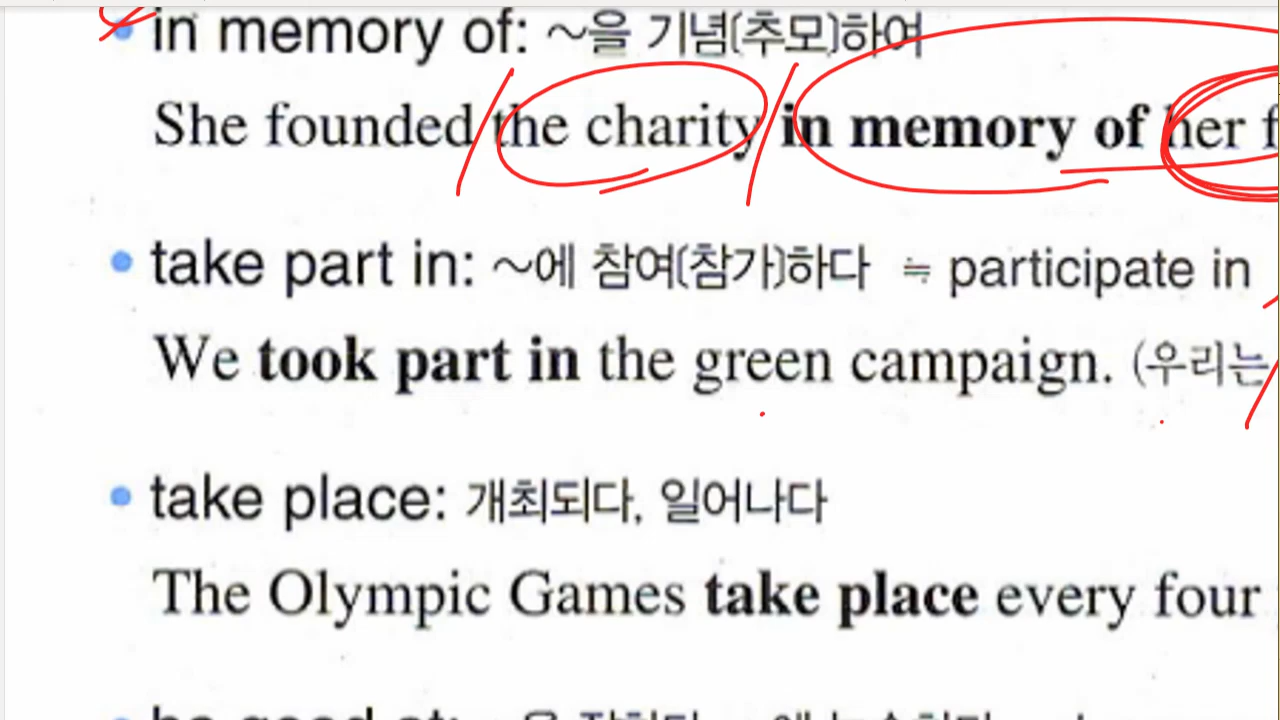 in memory of: ～을 기념(추모)하여
She founded the charity in memory of her
take part in: ～에 참여(참가)하다 ≒ participate in
We took part in the green campaign. (우리는
take place: 개최되다, 일어나다
The Olympic Games take place every four